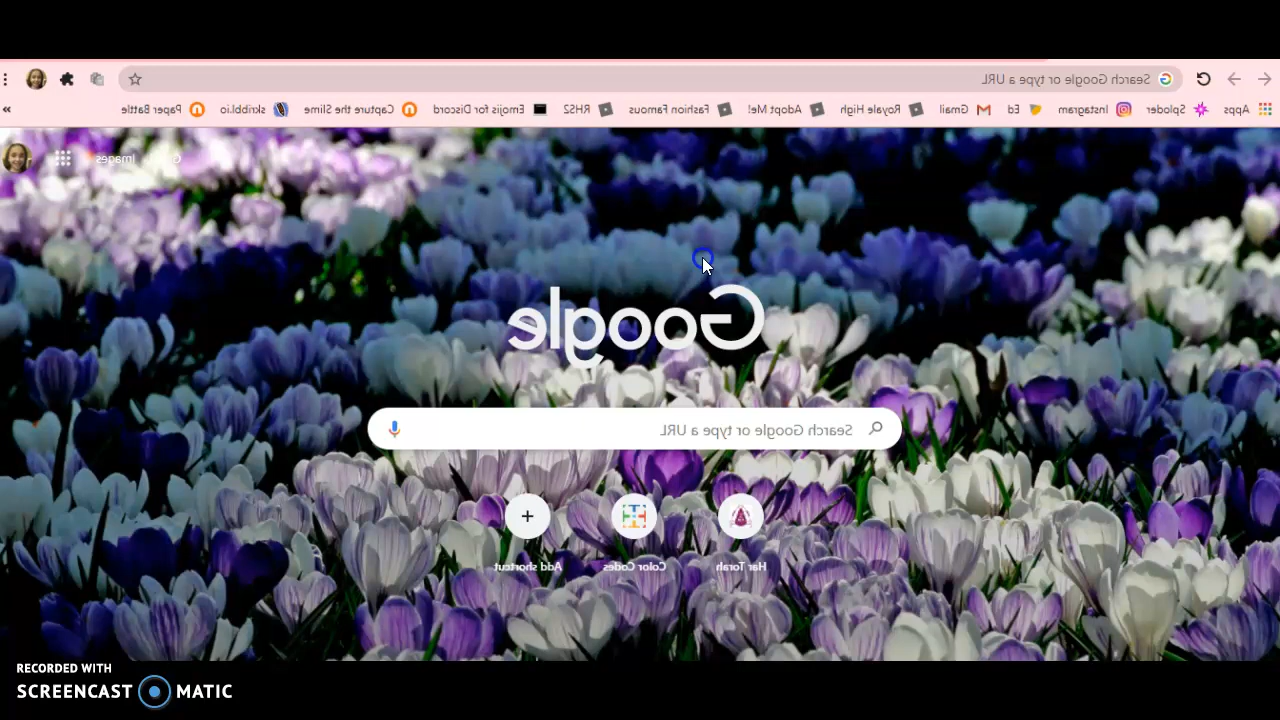 Search Google or type a URL
Apps Sploder Instagram Ed Gmail Royale High Adopt Me! Fashion Famous RHS2 Emojis for Discord Capture the Slime skribbl.io Paper Battle »
Images
Google
Search Google or type a URL
Har Torah Color Codes Add shortcut
RECORDED WITH
SCREENCAST MATIC